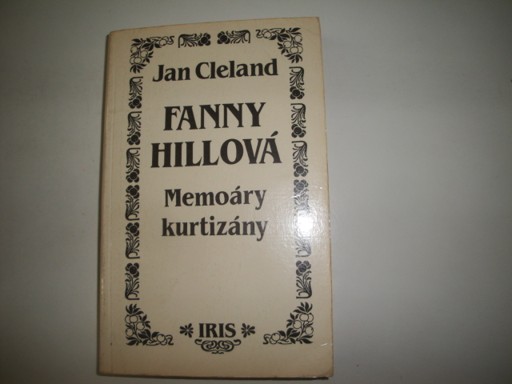 Jan Cleland
FANNY
HILLOVÁ
Memoáry
kurtizány
IRIS